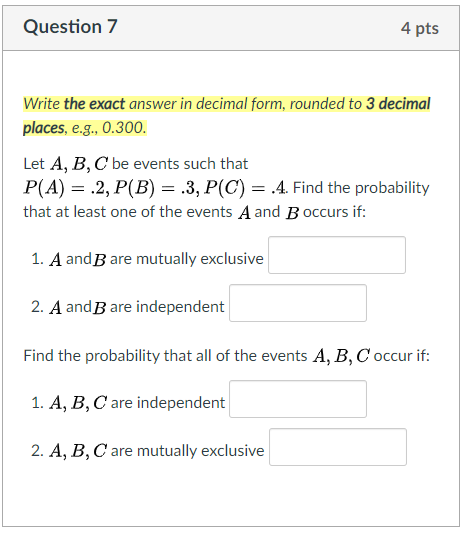 Question 7
4 pts
Write the exact answer in decimal form, rounded to 3 decimal
places, e.g., 0.300.
Let A, B, C be events such that
P(A) = .2, P(B) = .3, P(C) = .4. Find the probability
that at least one of the events A and B occurs if:
1. A and B are mutually exclusive
2. A and B are independent
Find the probability that all of the events A, B, C occur if:
1. A, B, C are independent
2. A, B, C are mutually exclusive